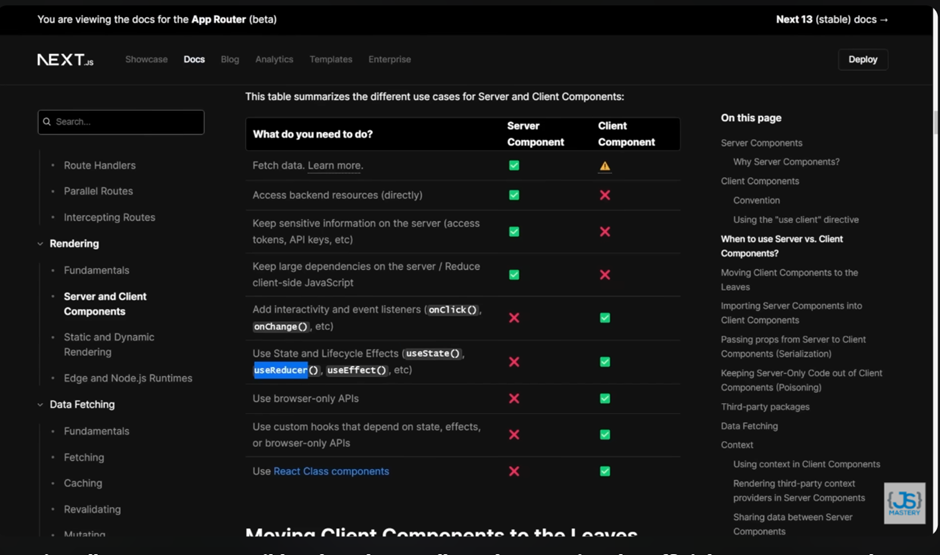 You are viewing the docs for the App Router (beta)
Next 13 (stable) docs →
NEXT.JS
Showcase
Docs
Blog
Analytics
Templates
Enterprise
Deploy
Search...
Route Handlers
Parallel Routes
Intercepting Routes
Rendering
Fundamentals
Server and Client
Components
Static and Dynamic
Rendering
Edge and Node.js Runtimes
Data Fetching
Fundamentals
Fetching
Caching
Revalidating
Mutating
This table summarizes the different use cases for Server and Client Components:
What do you need to do?
Server
Component
Client
Component
Fetch data. Learn more.
Access backend resources (directly)
Keep sensitive information on the server (access
tokens, API keys, etc)
Keep large dependencies on the server / Reduce
client-side JavaScript
Add interactivity and event listeners (onClick(),
onChange(), etc)
Use State and Lifecycle Effects (useState(),
useReducer(), useEffect(), etc)
Use browser-only APIs
Use custom hooks that depend on state, effects,
or browser-only APIs
Use React Class components
Moving Client Components to the Leaves
On this page
Server Components
Why Server Components?
Client Components
Convention
Using the "use client" directive
When to use Server vs. Client
Components?
Moving Client Components to the
Leaves
Importing Server Components into
Client Components
Passing props from Server to Client
Components (Serialization)
Keeping Server-Only Code out of Client
Components (Poisoning)
Third-party packages
Data Fetching
Context
Using context in Client Components
Rendering third-party context
providers in Server Components
Sharing data between Server
Components
{JS}
MASTERY